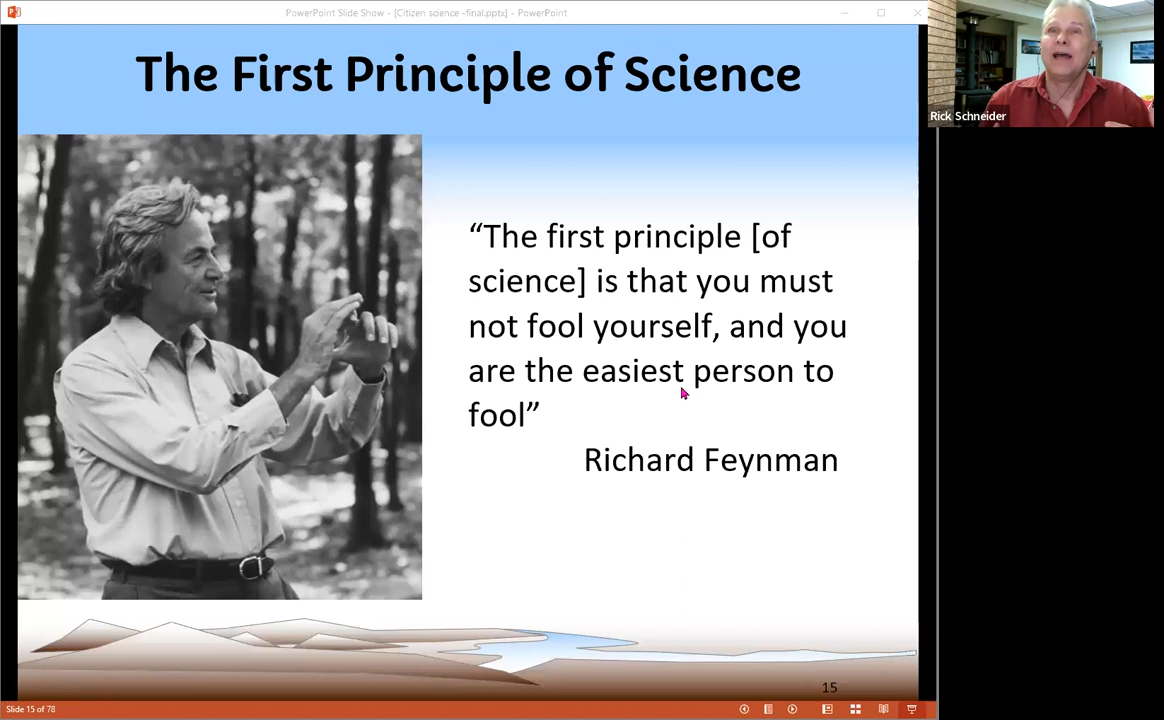 PowerPoint Slide Show - [Citizen science -final.pptx] - PowerPoint
The First Principle of Science
Rick Schneider
“The first principle [of
science] is that you must
not fool yourself, and you
are the easiest person to
fool”
Richard Feynman
15
Slide 15 of 78